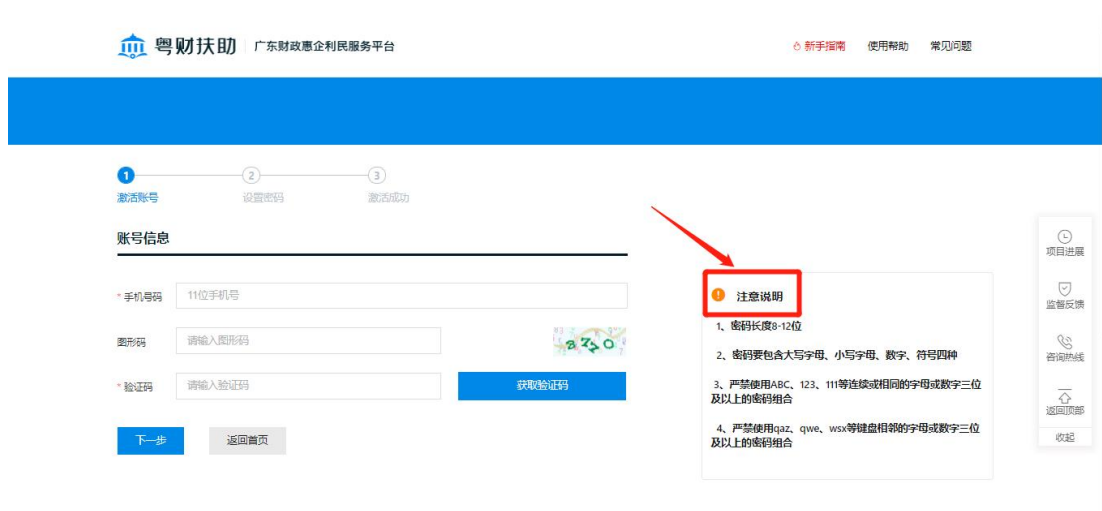 粤财扶助 广东财政惠企利民服务平台
新手指南 使用帮助 常见问题
1 2 3
激活账号 设置密码 激活成功
账号信息
* 手机号码 11位手机号
图形码 请输入图形码
* 验证码 请输入验证码 获取验证码
下一步 返回首页
! 注意说明
1、密码长度8-12位
2、密码要包含大写字母、小写字母、数字、符号四种
3、严禁使用ABC、123、111等连续或相同的字母或数字三位
及以上的密码组合
4、严禁使用qaz、qwe、wsx等键盘相邻的字母或数字三位
及以上的密码组合
项目进展
监督反馈
咨询热线
返回顶部
收起